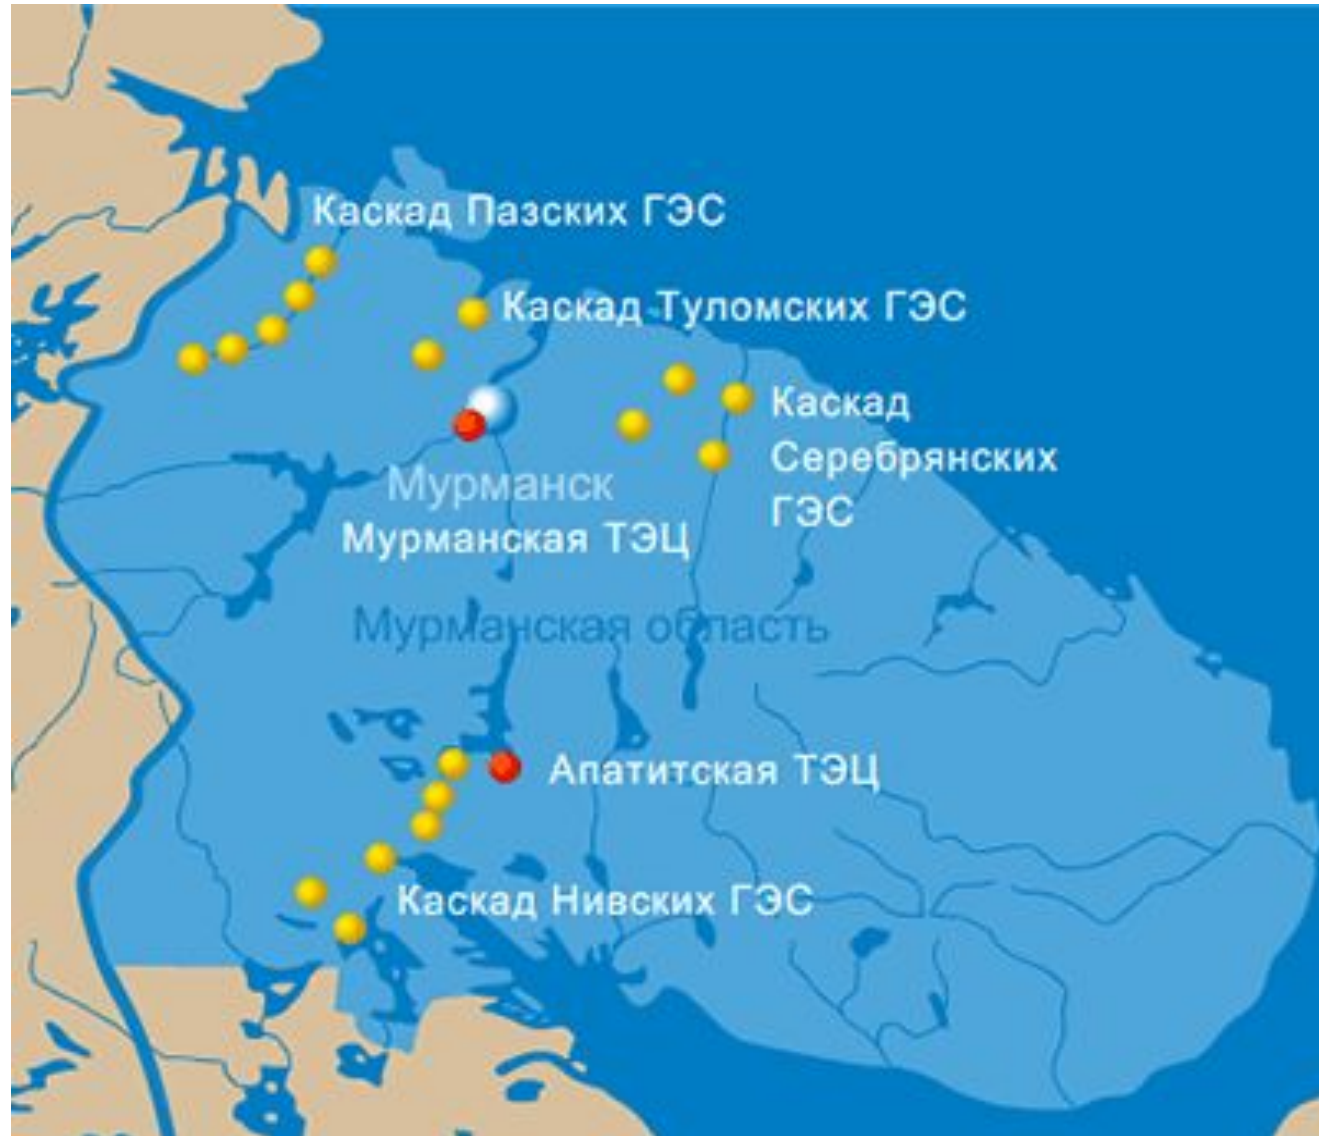 Каскад Пазских ГЭС
Каскад Туломских ГЭС
Каскад
Серебрянских
ГЭС
Мурманск
Мурманская ТЭЦ
Мурманская область
Апатитская ТЭЦ
Каскад Нивских ГЭС